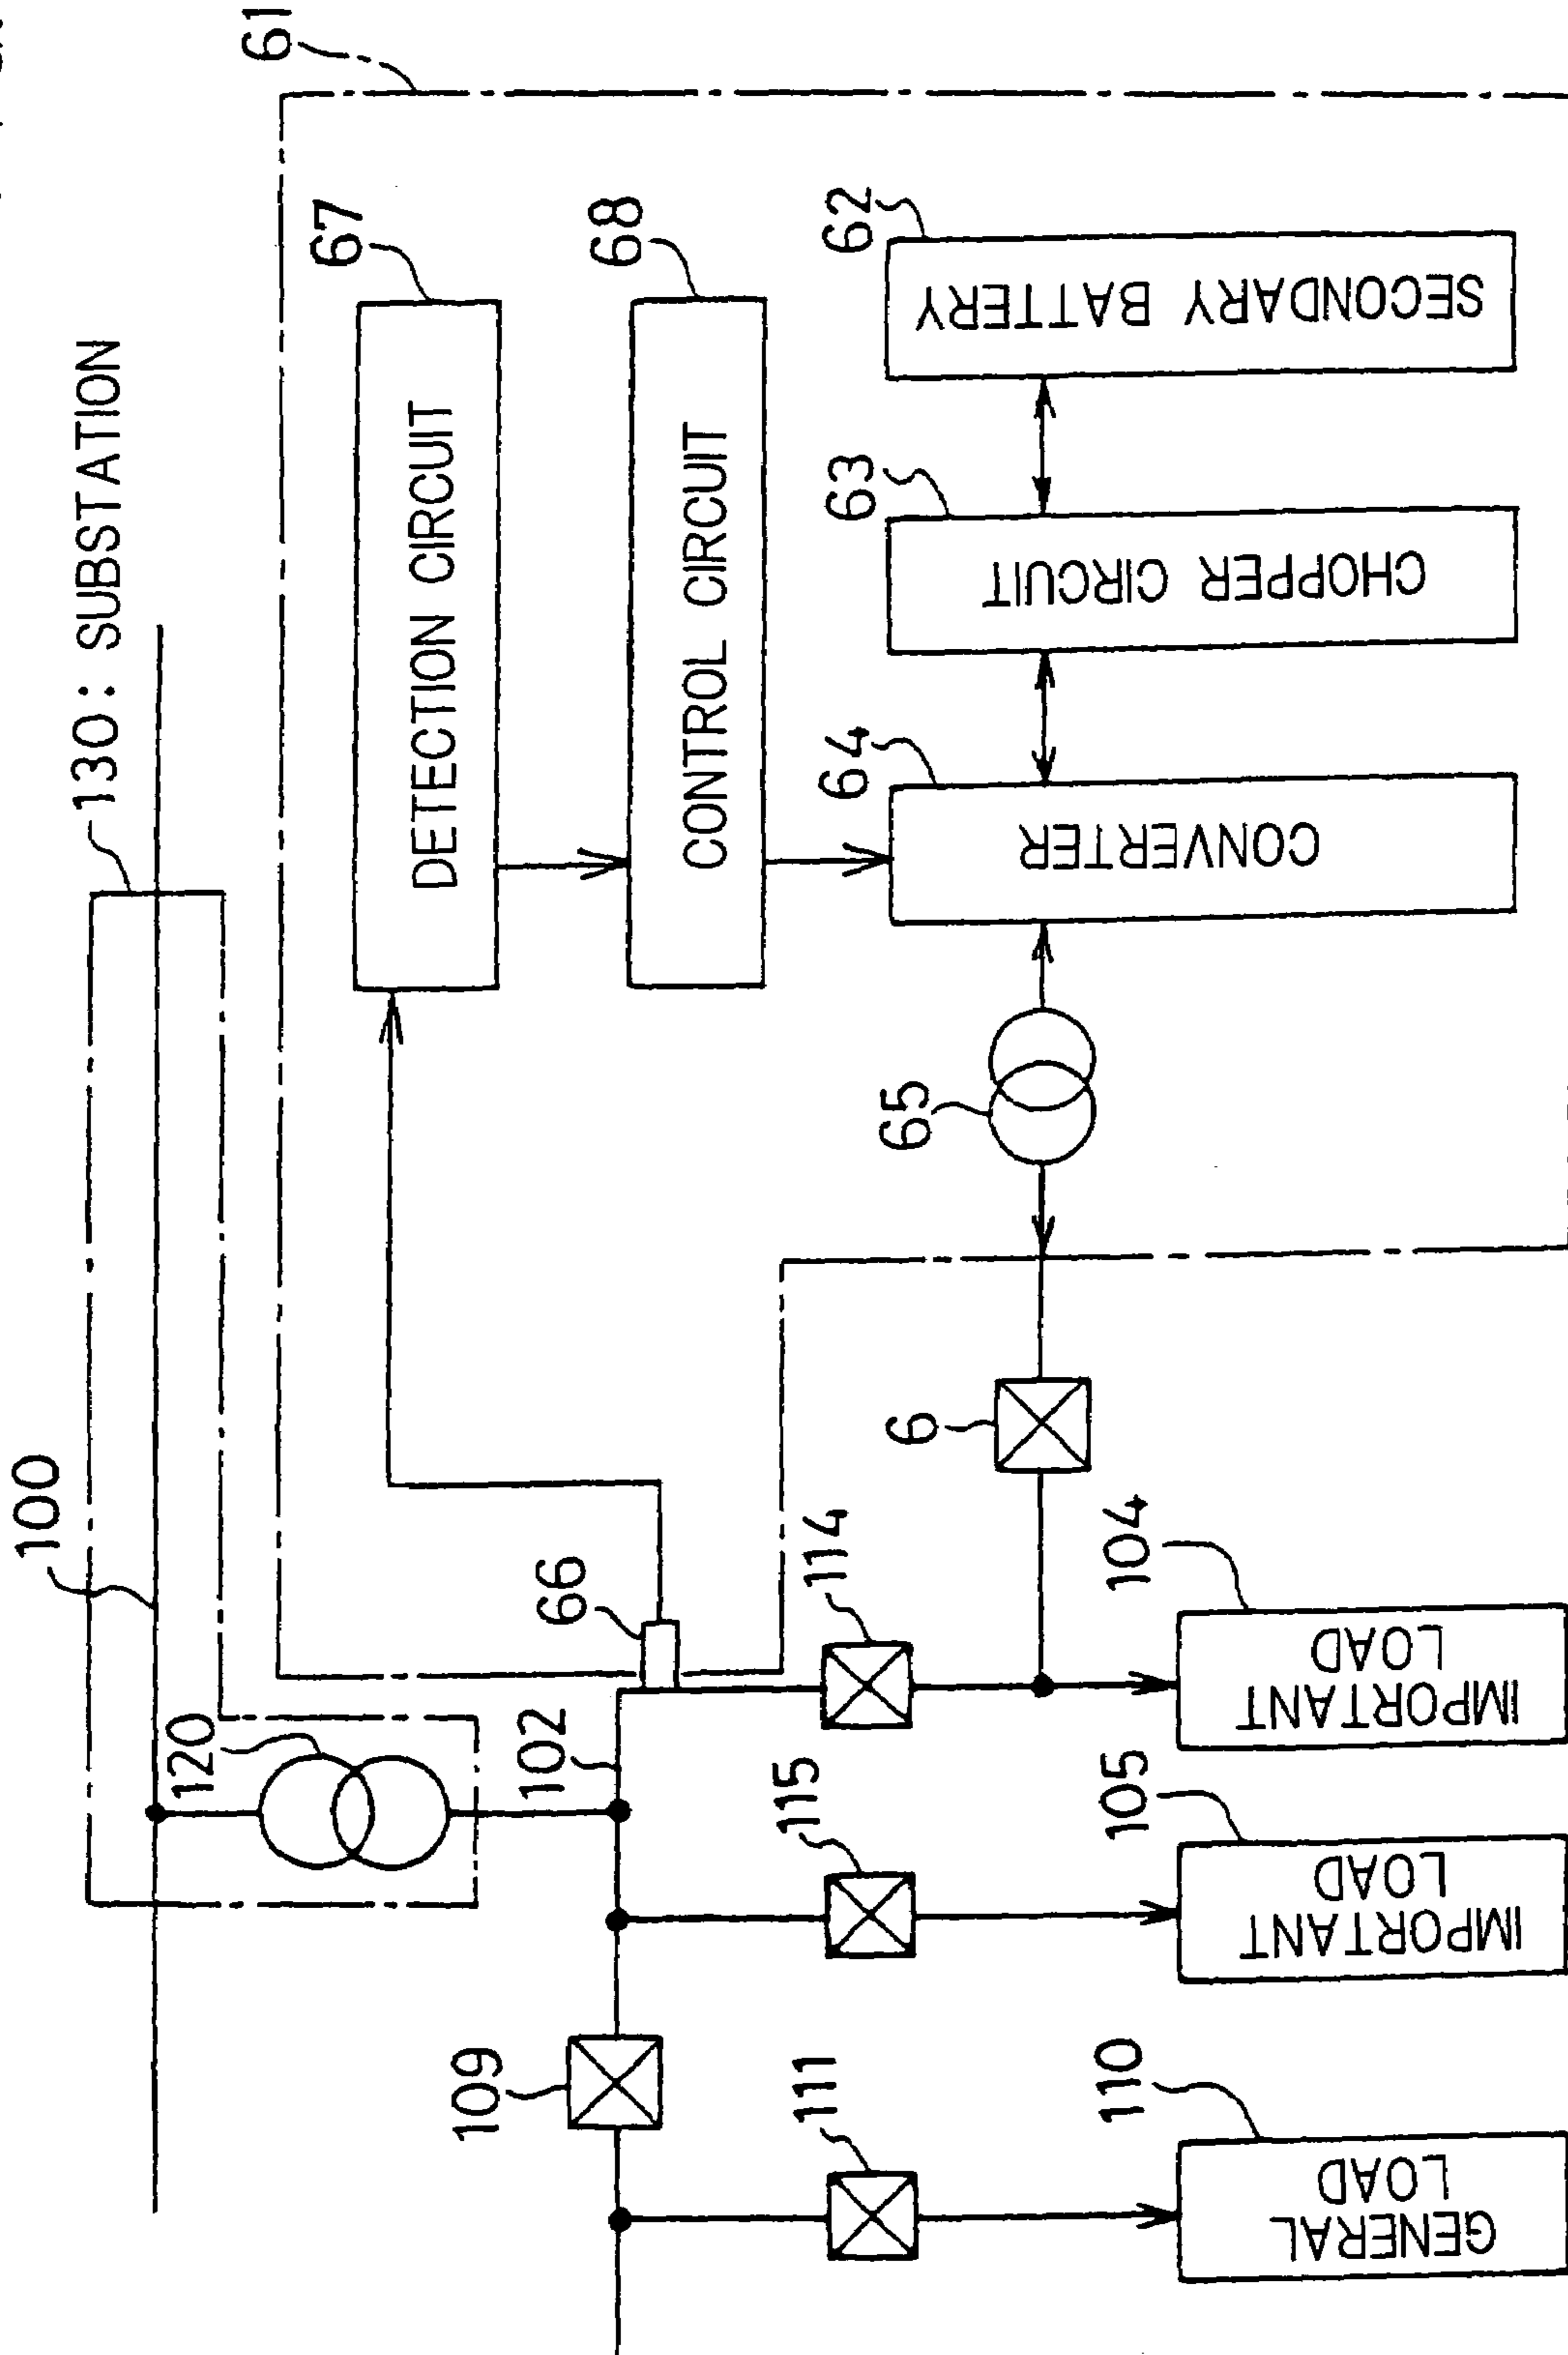 100
130: SUBSTATION
61
120
102
66
67
DETECTION CIRCUIT
68
CONTROL CIRCUIT
109
115
114
6
65
64
CONVERTER
63
CHOPPER CIRCUIT
62
SECONDARY BATTERY
111
110
GENERAL
LOAD
105
IMPORTANT
LOAD
104
IMPORTANT
LOAD